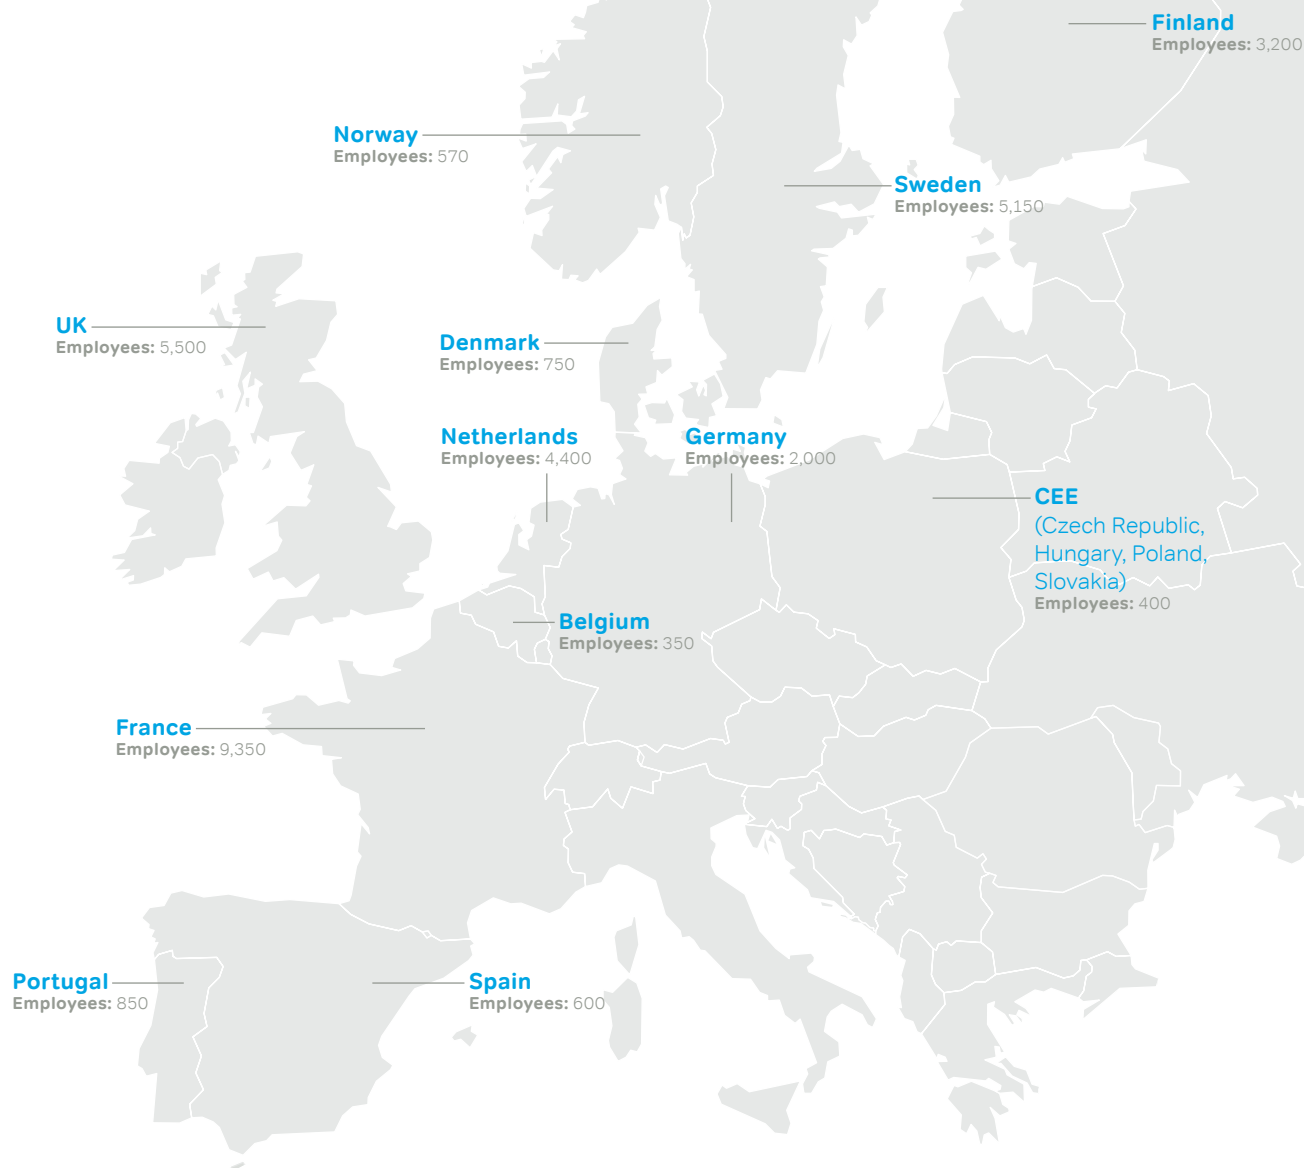 Finland
Employees: 3,200
Norway
Employees: 570
Sweden
Employees: 5,150
UK
Employees: 5,500
Denmark
Employees: 750
Netherlands
Employees: 4,400
Germany
Employees: 2,000
CEE
(Czech Republic,
Hungary, Poland,
Slovakia)
Employees: 400
Belgium
Employees: 350
France
Employees: 9,350
Portugal
Employees: 850
Spain
Employees: 600